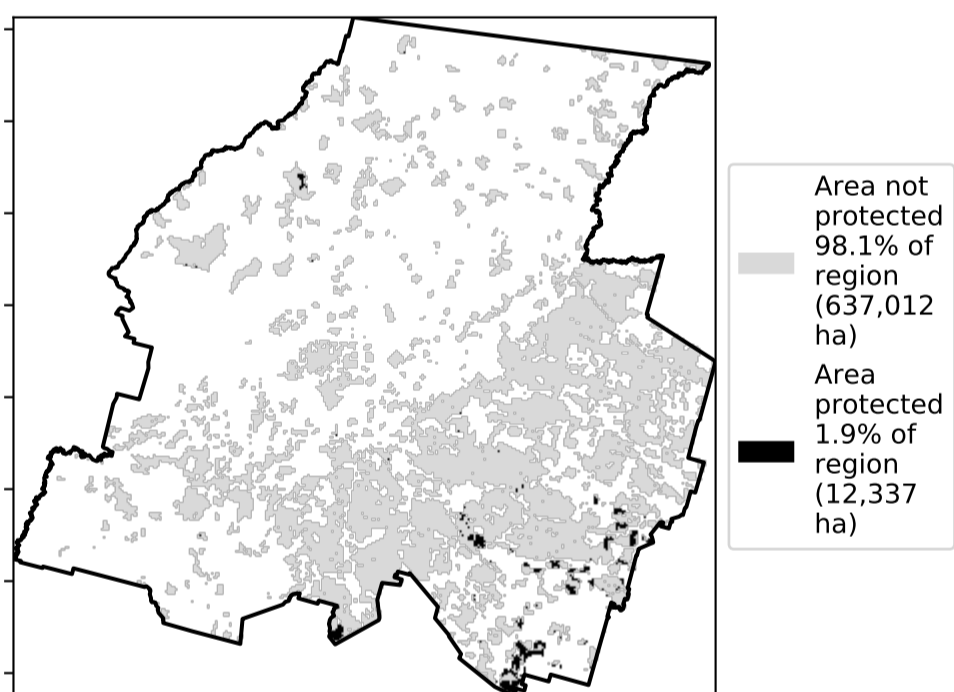 Area not
protected
98.1% of
region
(637,012
ha)
Area
protected
1.9% of
region
(12,337
ha)